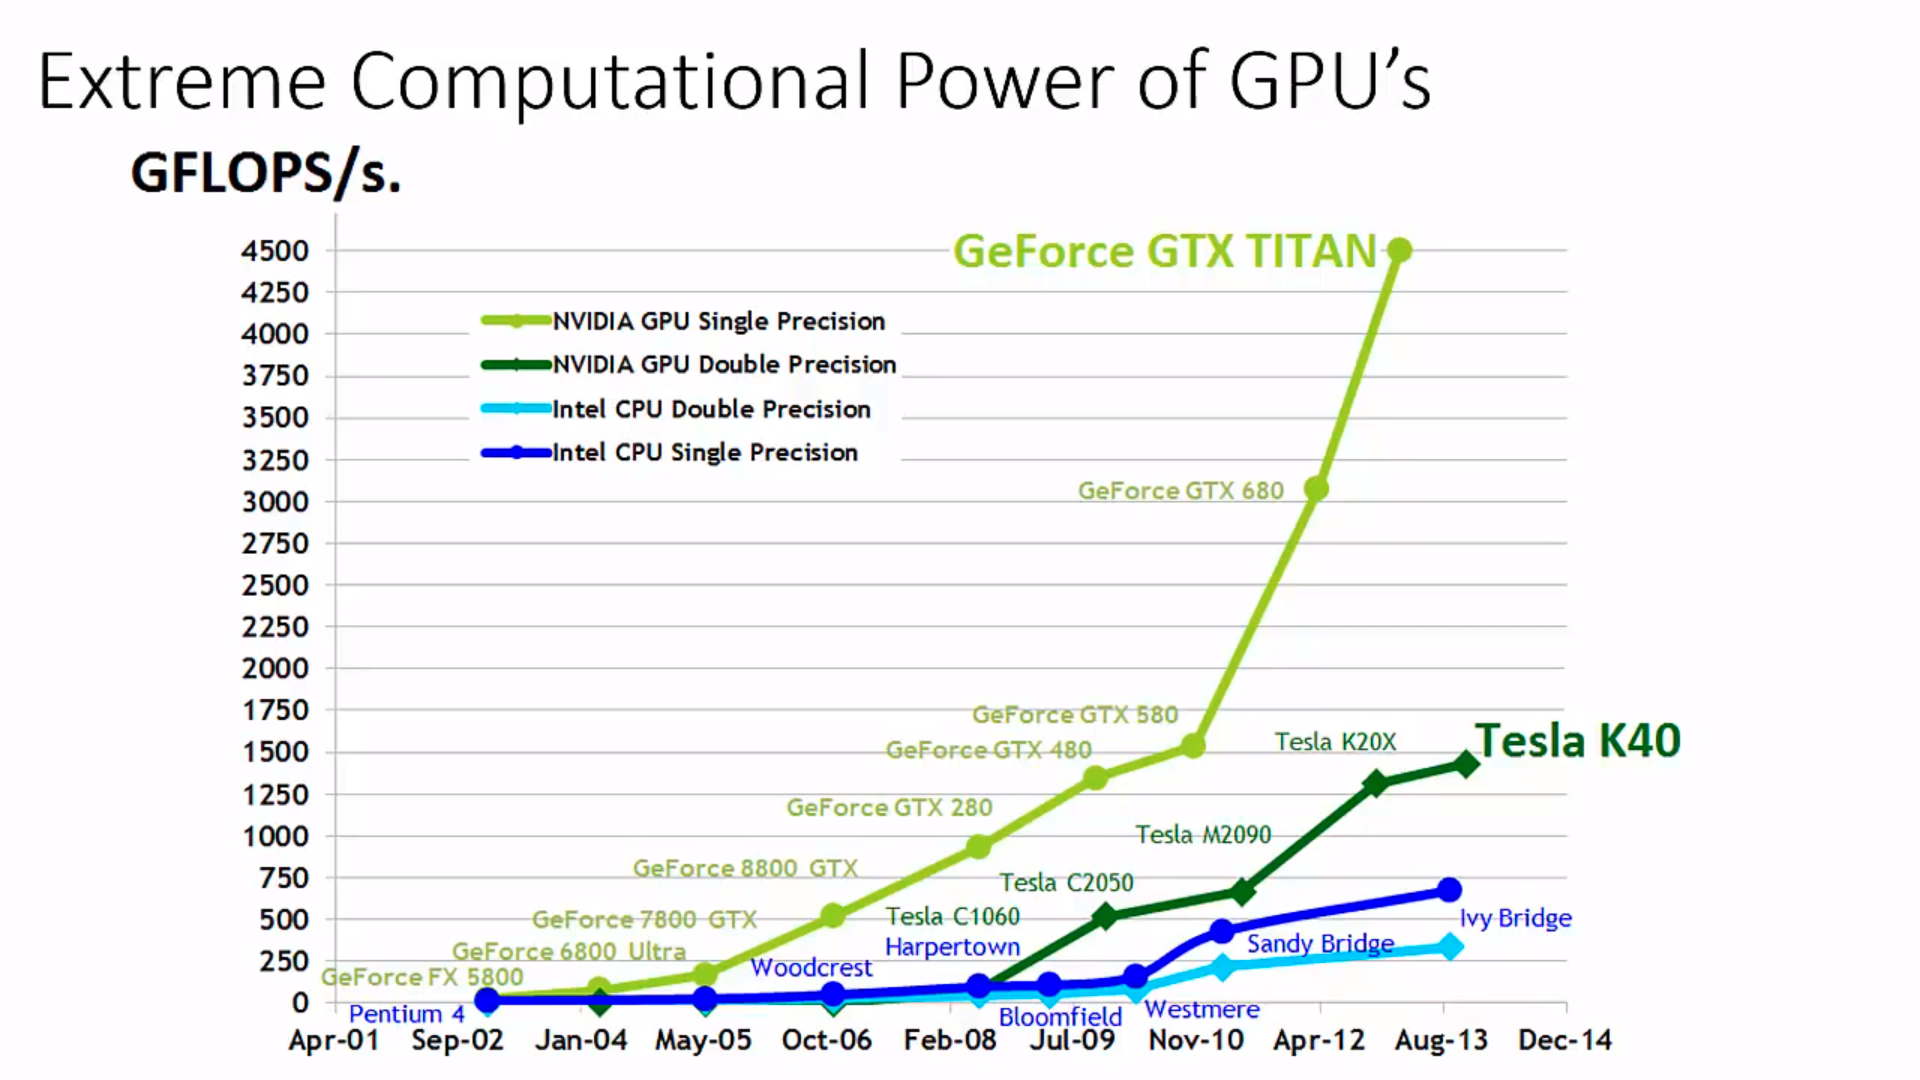 Extreme Computational Power of GPU's
GFLOPS/s.
4500
4250
4000
3750
3500
3250
3000
2750
2500
2250
2000
1750
1500
1250
1000
750
500
250
0
NVIDIA GPU Single Precision
NVIDIA GPU Double Precision
Intel CPU Double Precision
Intel CPU Single Precision
GeForce GTX TITAN
GeForce GTX 680
GeForce GTX 580
GeForce GTX 480
GeForce GTX 280
GeForce 8800 GTX
GeForce 7800 GTX
GeForce 6800 Ultra
GeForce FX 5800
Tesla K40
Tesla K20X
Tesla M2090
Tesla C2050
Tesla C1060
Harpertown
Woodcrest
Pentium 4
Bloomfield
Westmere
Sandy Bridge
Ivy Bridge
Apr-01 Sep-02 Jan-04 May-05 Oct-06 Feb-08 Jul-09 Nov-10 Apr-12 Aug-13 Dec-14